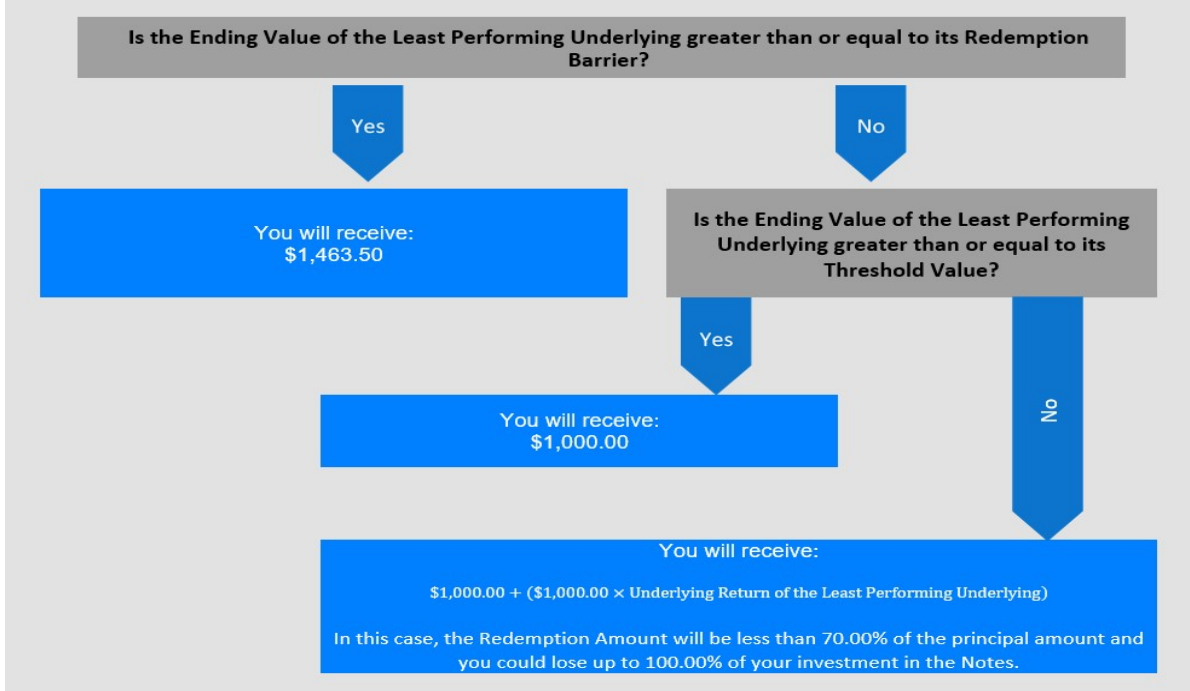 Is the Ending Value of the Least Performing Underlying greater than or equal to its Redemption
Barrier?
Yes
No
You will receive:
$1,463.50
Is the Ending Value of the Least Performing
Underlying greater than or equal to its
Threshold Value?
Yes
No
You will receive:
$1,000.00
You will receive:
$1,000.00 + ($1,000.00 × Underlying Return of the Least Performing Underlying)
In this case, the Redemption Amount will be less than 70.00% of the principal amount and
you could lose up to 100.00% of your investment in the Notes.